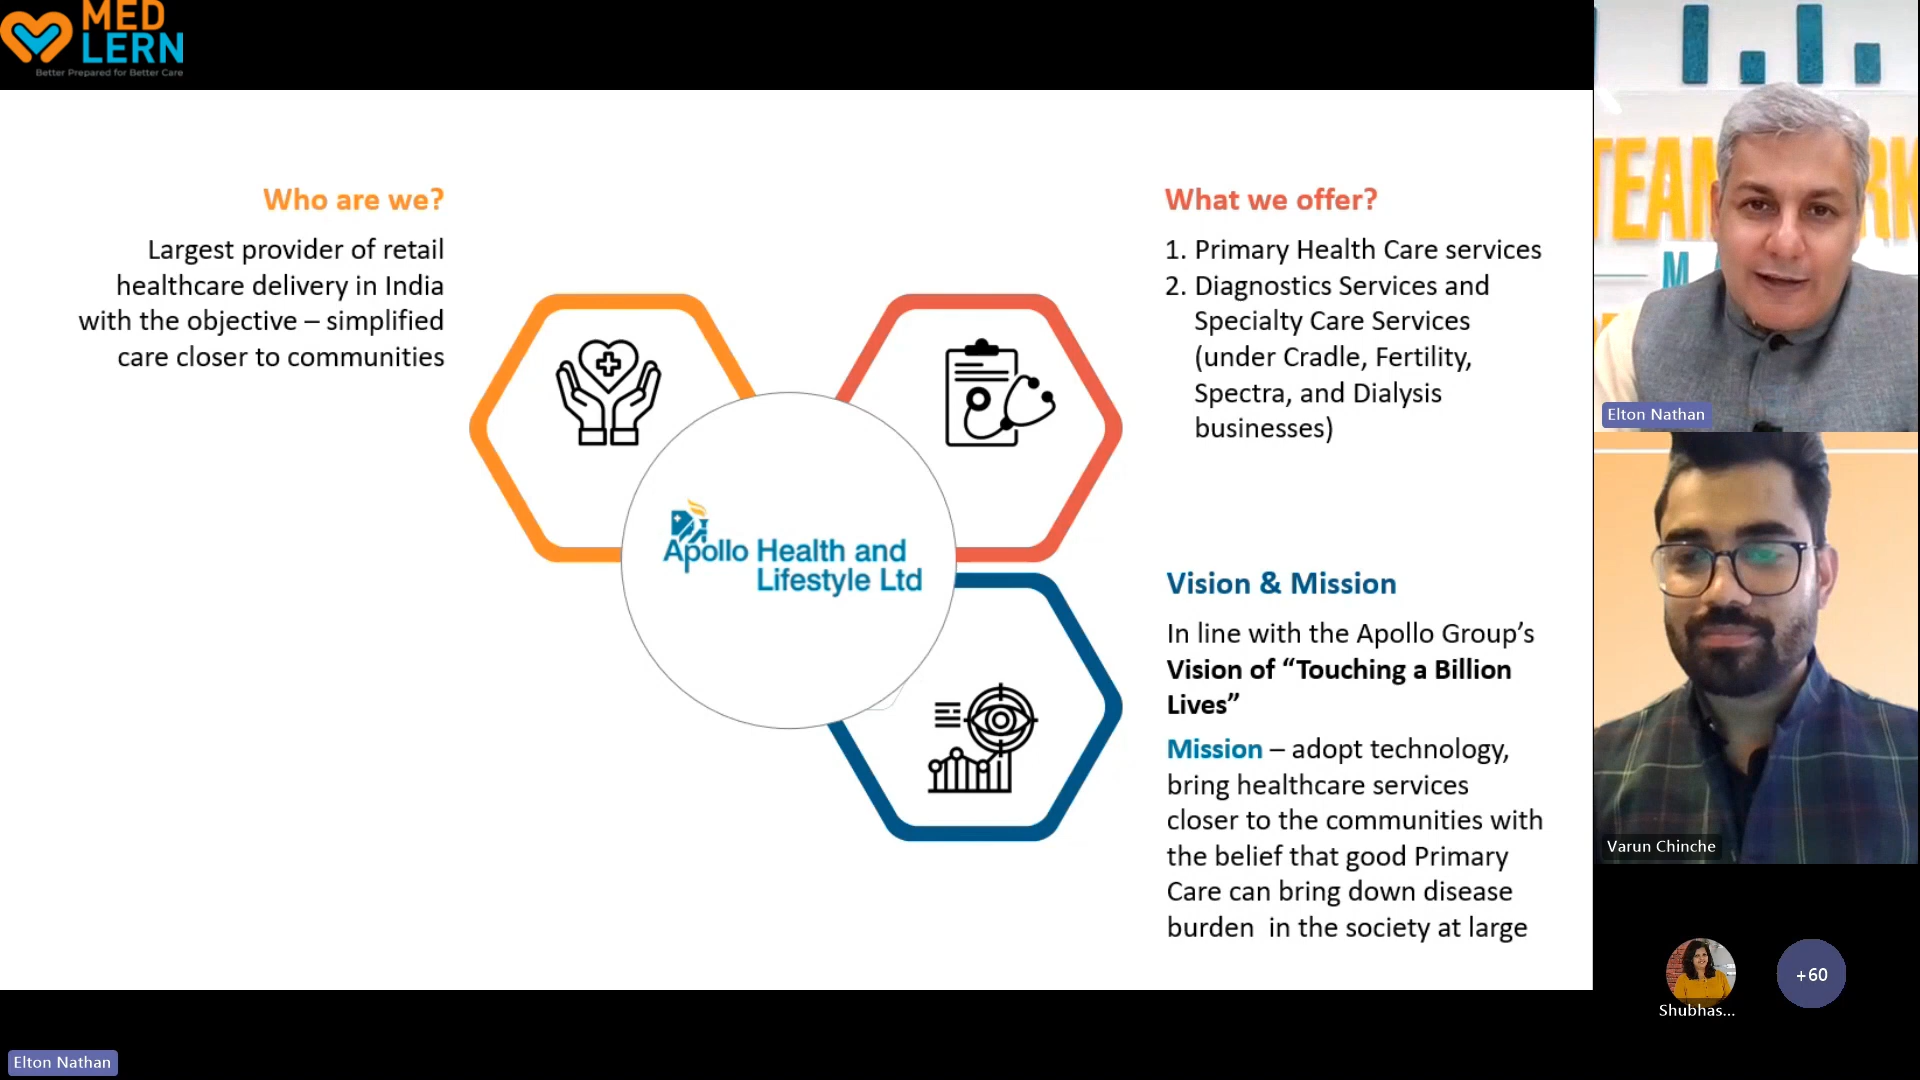 MED
LERN
Better Prepared for Better Care
Who are we?
Largest provider of retail
healthcare delivery in India
with the objective – simplified
care closer to communities
What we offer?
1. Primary Health Care services
2. Diagnostics Services and
Specialty Care Services
(under Cradle, Fertility,
Spectra, and Dialysis
businesses)
Apollo Health and
Lifestyle Ltd
Vision & Mission
In line with the Apollo Group’s
Vision of “Touching a Billion
Lives”
Mission – adopt technology,
bring healthcare services
closer to the communities with
the belief that good Primary
Care can bring down disease
burden  in the society at large
Elton Nathan
Varun Chinche
Shubhas...
+60
Elton Nathan